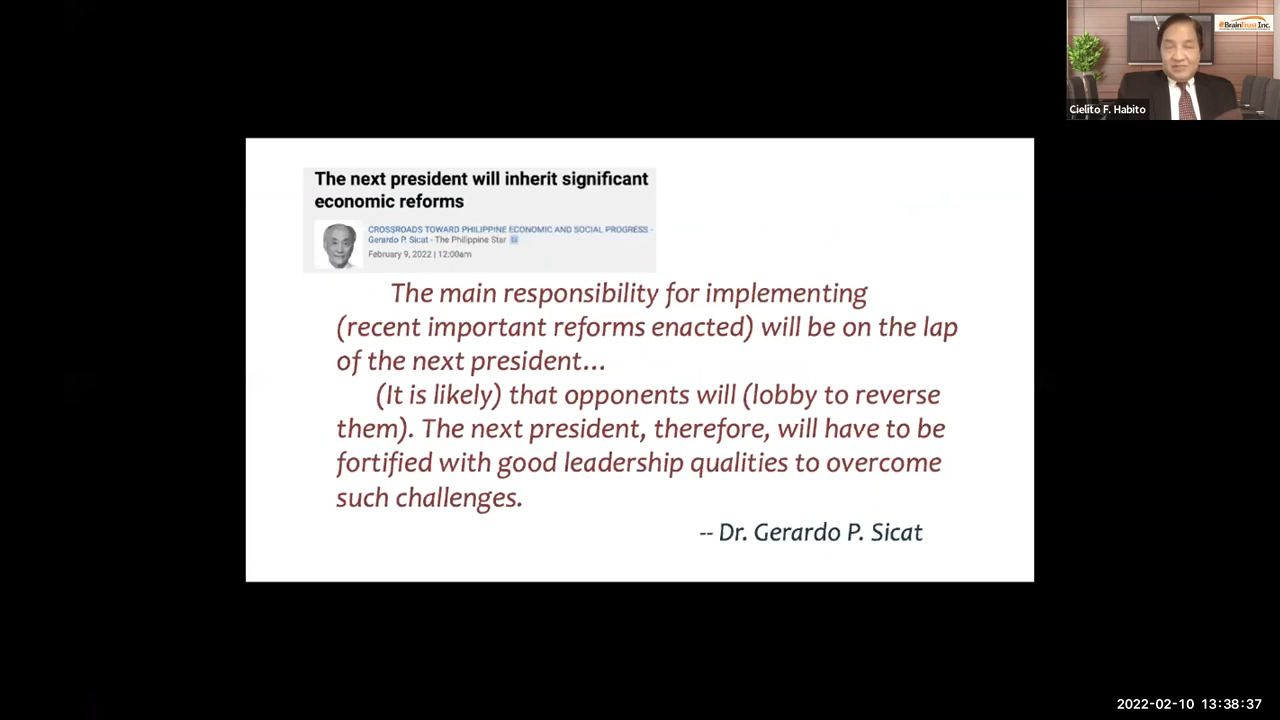 BrainTrust Inc.
Cielito F. Habito
The next president will inherit significant
economic reforms
CROSSROADS TOWARD PHILIPPINE ECONOMIC AND SOCIAL PROGRESS -
Gerardo P. Sicat - The Philippine Star
February 9, 2022 | 12:00am
The main responsibility for implementing
(recent important reforms enacted) will be on the lap
of the next president...
(It is likely) that opponents will (lobby to reverse
them). The next president, therefore, will have to be
fortified with good leadership qualities to overcome
such challenges.
-- Dr. Gerardo P. Sicat
2022-02-10 13:38:37